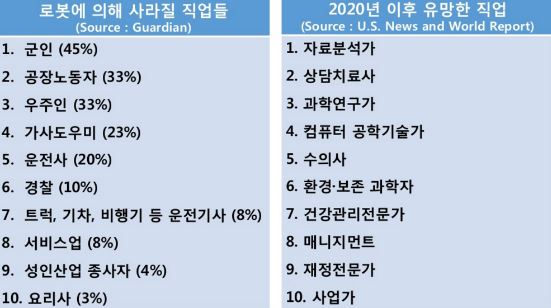 로봇에 의해 사라질 직업들
(Source : Guardian)
1. 군인 (45%)
2. 공장노동자 (33%)
3. 우주인 (33%)
4. 가사도우미 (23%)
5. 운전사 (20%)
6. 경찰 (10%)
7. 트럭, 기차, 비행기 등 운전기사 (8%)
8. 서비스업 (8%)
9. 성인산업 종사자 (4%)
10. 요리사 (3%)
2020년 이후 유망한 직업
(Source : U.S. News and World Report)
1. 자료분석가
2. 상담치료사
3. 과학연구가
4. 컴퓨터 공학기술가
5. 수의사
6. 환경·보존 과학자
7. 건강관리전문가
8. 매니지먼트
9. 재정전문가
10. 사업가